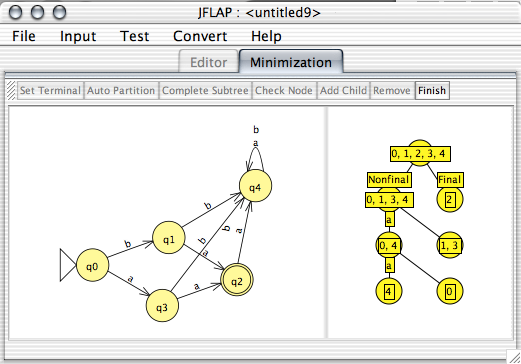 JFLAP : <untitled9>
File Input Test Convert Help
Editor Minimization
Set Terminal Auto Partition Complete Subtree Check Node Add Child Remove Finish
b
a
q4
b
q1
b
b
b
a
a
q0
q2
a
a
q3
0, 1, 2, 3, 4
Nonfinal Final
0, 1, 3, 4 2
a
0, 4 1, 3
a
4 0